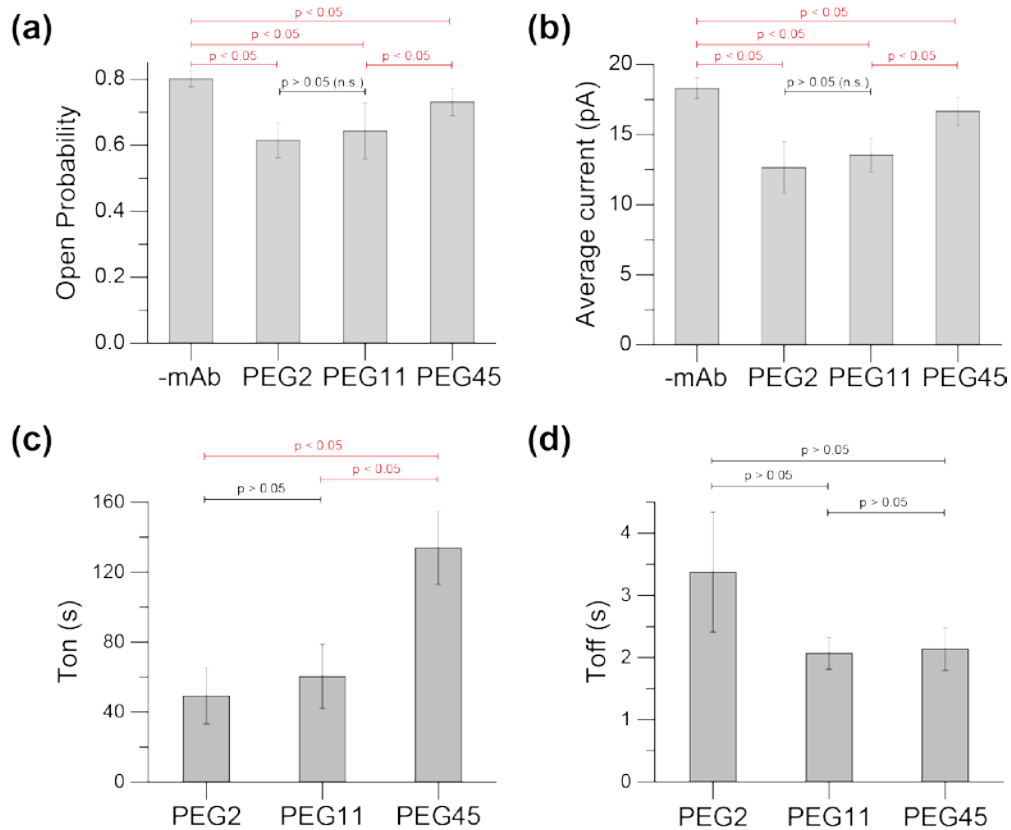 (a)
p < 0.05
p < 0.05
p < 0.05
p < 0.05
p > 0.05 (n.s.)
Open Probability
0.8
0.6
0.4
0.2
0.0
-mAb PEG2 PEG11 PEG45
(b)
p < 0.05
p < 0.05
p < 0.05
p < 0.05
p > 0.05 (n.s.)
Average current (pA)
20
15
10
5
0
-mAb PEG2 PEG11 PEG45
(c)
p < 0.05
p < 0.05
p > 0.05
Ton (s)
160
120
80
40
0
PEG2 PEG11 PEG45
(d)
p > 0.05
p > 0.05
p > 0.05
Toff (s)
4
3
2
1
0
PEG2 PEG11 PEG45